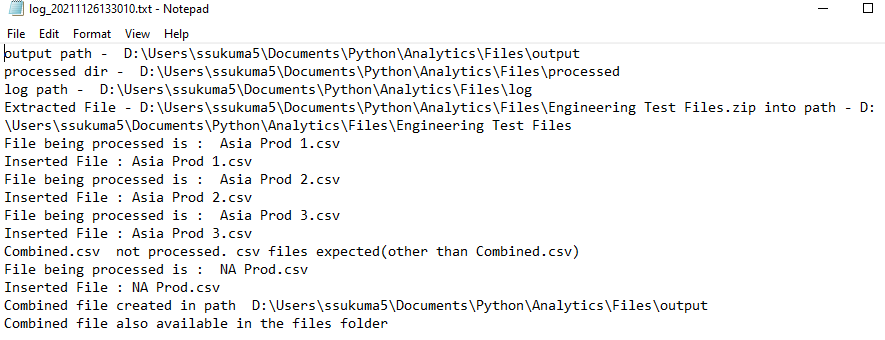 log_20211126133010.txt - Notepad
File Edit Format View Help
output path -  D:\Users\ssukuma5\Documents\Python\Analytics\Files\output
processed dir -  D:\Users\ssukuma5\Documents\Python\Analytics\Files\processed
log path -  D:\Users\ssukuma5\Documents\Python\Analytics\Files\log
Extracted File - D:\Users\ssukuma5\Documents\Python\Analytics\Files\Engineering Test Files.zip into path - D:
\Users\ssukuma5\Documents\Python\Analytics\Files\Engineering Test Files
File being processed is :  Asia Prod 1.csv
Inserted File : Asia Prod 1.csv
File being processed is :  Asia Prod 2.csv
Inserted File : Asia Prod 2.csv
File being processed is :  Asia Prod 3.csv
Inserted File : Asia Prod 3.csv
Combined.csv  not processed. csv files expected(other than Combined.csv)
File being processed is :  NA Prod.csv
Inserted File : NA Prod.csv
Combined file created in path  D:\Users\ssukuma5\Documents\Python\Analytics\Files\output
Combined file also available in the files folder